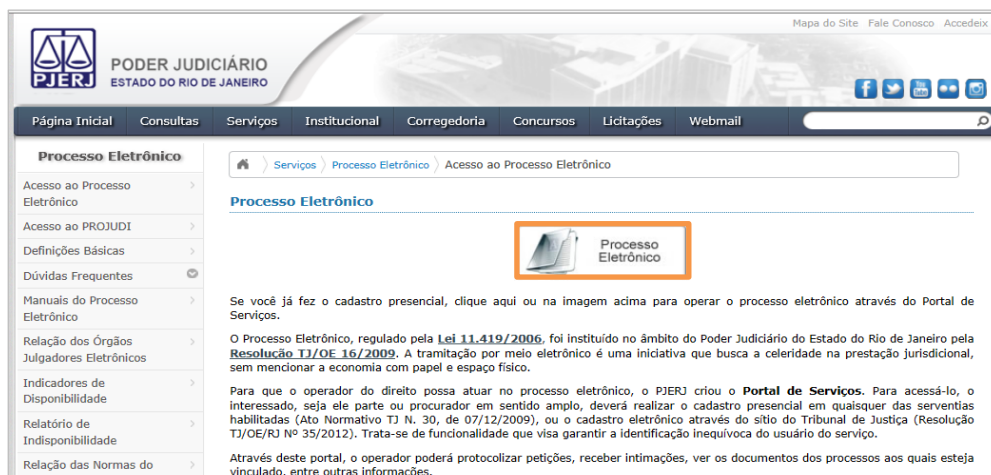 Mapa do Site Fale Conosco Accedeix
PJERJ
PODER JUDICIÁRIO
ESTADO DO RIO DE JANEIRO
Página Inicial Consultas Serviços Institucional Corregedoria Concursos Licitações Webmail
Processo Eletrônico
Acesso ao Processo
Eletrônico
Acesso ao PROJUDI
Definições Básicas
Dúvidas Frequentes
Manuais do Processo
Eletrônico
Relação dos Órgãos
Julgadores Eletrônicos
Indicadores de
Disponibilidade
Relatório de
Indisponibilidade
Relação das Normas do
Serviços Processo Eletrônico Acesso ao Processo Eletrônico
Processo Eletrônico
Processo
Eletrônico
Se você já fez o cadastro presencial, clique aqui ou na imagem acima para operar o processo eletrônico através do Portal de
Serviços.
O Processo Eletrônico, regulado pela Lei 11.419/2006, foi instituído no âmbito do Poder Judiciário do Estado do Rio de Janeiro pela
Resolução TJ/OE 16/2009. A tramitação por meio eletrônico é uma iniciativa que busca a celeridade na prestação jurisdicional,
sem mencionar a economia com papel e espaço físico.
Para que o operador do direito possa atuar no processo eletrônico, o PJERJ criou o Portal de Serviços. Para acessá-lo, o
interessado, seja ele parte ou procurador em sentido amplo, deverá realizar o cadastro presencial em quaisquer das serventias
habilitadas (Ato Normativo TJ N. 30, de 07/12/2009), ou o cadastro eletrônico através do sítio do Tribunal de Justiça (Resolução
TJ/OE/RJ Nº 35/2012). Trata-se de funcionalidade que visa garantir a identificação inequívoca do usuário do serviço.
Através deste portal, o operador poderá protocolizar petições, receber intimações, ver os documentos dos processos aos quais esteja
vinculado, entre outras informações.